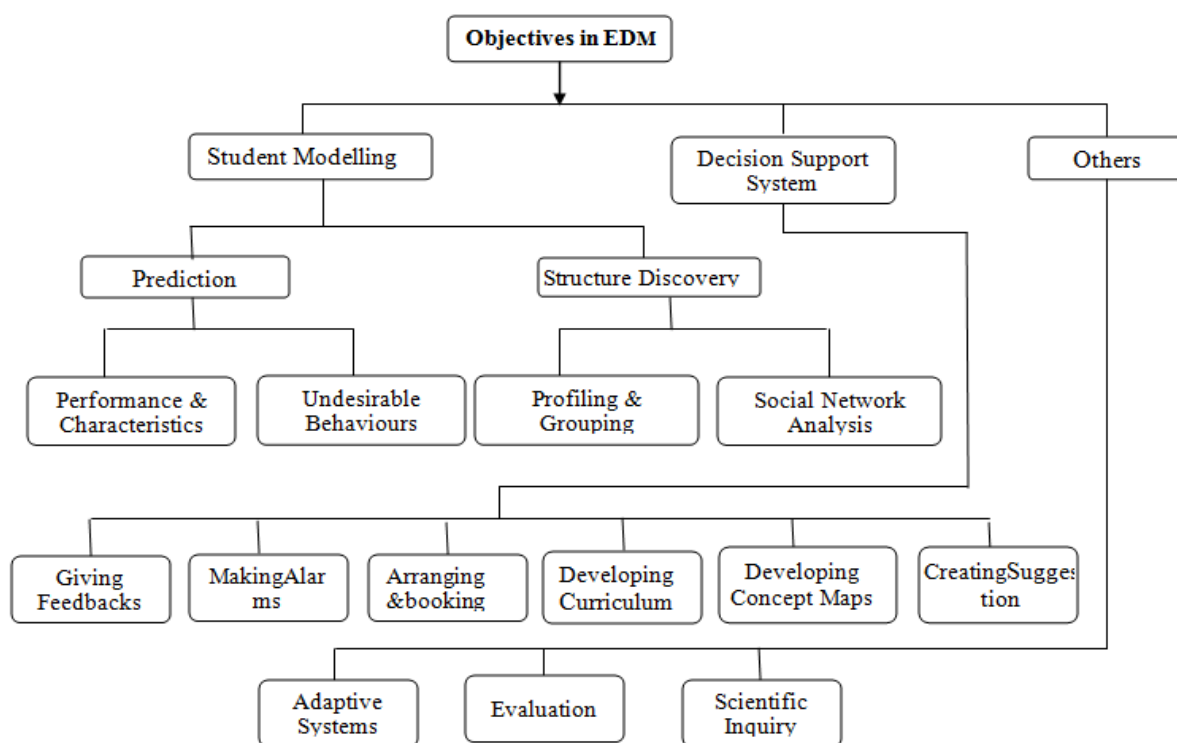 Objectives in EDM
Student Modelling
Decision Support
System
Others
Prediction
Structure Discovery
Performance &
Characteristics
Undesirable
Behaviours
Profiling &
Grouping
Social Network
Analysis
Giving
Feedbacks
MakingAlar
ms
Arranging
&booking
Developing
Curriculum
Developing
Concept Maps
CreatingSugges
tion
Adaptive
Systems
Evaluation
Scientific
Inquiry